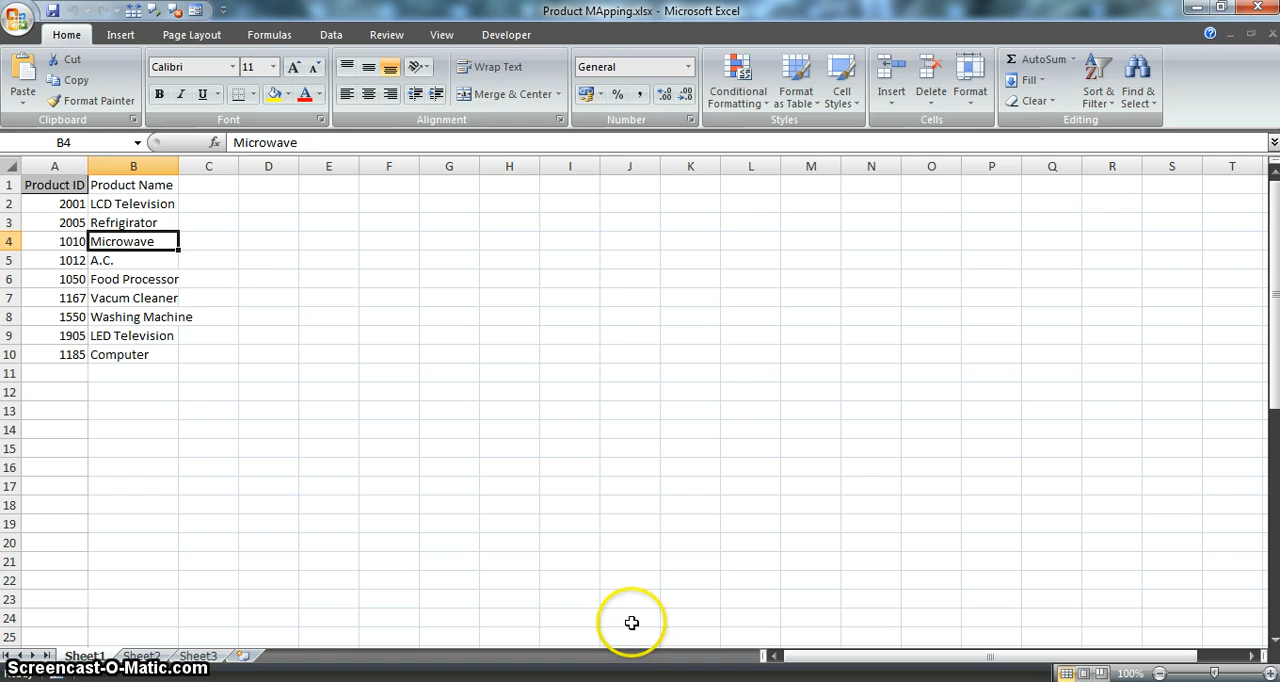 Product MApping.xlsx - Microsoft Excel
Home Insert Page Layout Formulas Data Review View Developer
Paste
Cut
Copy
Format Painter
Clipboard
Calibri 11
B I U
Font
Wrap Text
Merge & Center
Alignment
General
%
Number
Conditional Formatting
Format as Table
Cell Styles
Styles
Insert Delete Format
Cells
AutoSum
Fill
Clear
Sort & Filter
Find & Select
Editing
B4 fx Microwave
A B C D E F G H I J K L M N O P Q R S T
1 Product ID Product Name
2 2001 LCD Television
3 2005 Refrigirator
4 1010 Microwave
5 1012 A.C.
6 1050 Food Processor
7 1167 Vacum Cleaner
8 1550 Washing Machine
9 1905 LED Television
10 1185 Computer
11
12
13
14
15
16
17
18
19
20
21
22
23
24
25
Sheet1 Sheet2 Sheet3
Screencast-O-Matic.com
100%